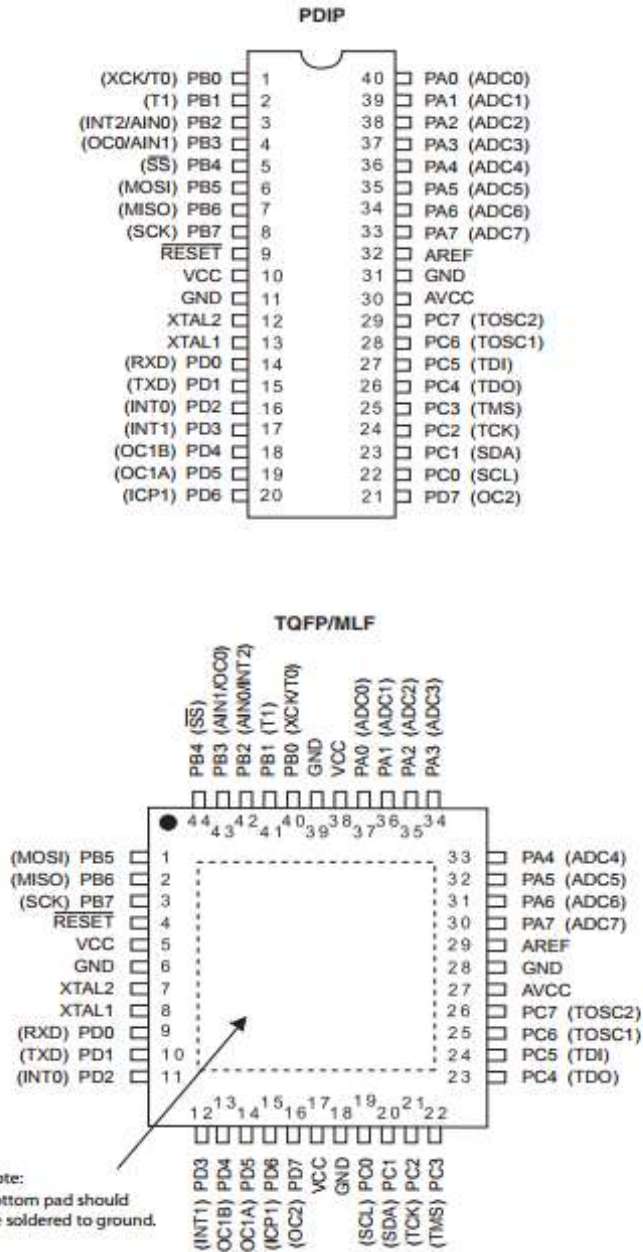 PDIP
(XCK/T0) PB0 1 40 PA0 (ADC0)
(T1) PB1 2 39 PA1 (ADC1)
(INT2/AIN0) PB2 3 38 PA2 (ADC2)
(OC0/AIN1) PB3 4 37 PA3 (ADC3)
(SS) PB4 5 36 PA4 (ADC4)
(MOSI) PB5 6 35 PA5 (ADC5)
(MISO) PB6 7 34 PA6 (ADC6)
(SCK) PB7 8 33 PA7 (ADC7)
RESET 9 32 AREF
VCC 10 31 GND
GND 11 30 AVCC
XTAL2 12 29 PC7 (TOSC2)
XTAL1 13 28 PC6 (TOSC1)
(RXD) PD0 14 27 PC5 (TDI)
(TXD) PD1 15 26 PC4 (TDO)
(INT0) PD2 16 25 PC3 (TMS)
(INT1) PD3 17 24 PC2 (TCK)
(OC1B) PD4 18 23 PC1 (SDA)
(OC1A) PD5 19 22 PC0 (SCL)
(ICP1) PD6 20 21 PD7 (OC2)
TQFP/MLF
PB4 (SS)
PB3 (AIN1/OC0)
PB2 (AIN0/INT2)
PB1 (T1)
PB0 (XCK/T0)
GND
VCC
PA0 (ADC0)
PA1 (ADC1)
PA2 (ADC2)
PA3 (ADC3)
44 43 42 41 40 39 38 37 36 35 34
(MOSI) PB5 1 33 PA4 (ADC4)
(MISO) PB6 2 32 PA5 (ADC5)
(SCK) PB7 3 31 PA6 (ADC6)
RESET 4 30 PA7 (ADC7)
VCC 5 29 AREF
GND 6 28 GND
XTAL2 7 27 AVCC
XTAL1 8 26 PC7 (TOSC2)
(RXD) PD0 9 25 PC6 (TOSC1)
(TXD) PD1 10 24 PC5 (TDI)
(INT0) PD2 11 23 PC4 (TDO)
12 13 14 15 16 17 18 19 20 21 22
(INT1) PD3
OC1B) PD4
OC1A) PD5
(ICP1) PD6
(OC2) PD7
VCC
GND
(SCL) PC0
(SDA) PC1
(TCK) PC2
(TMS) PC3
ote:
ottom pad should
e soldered to ground.